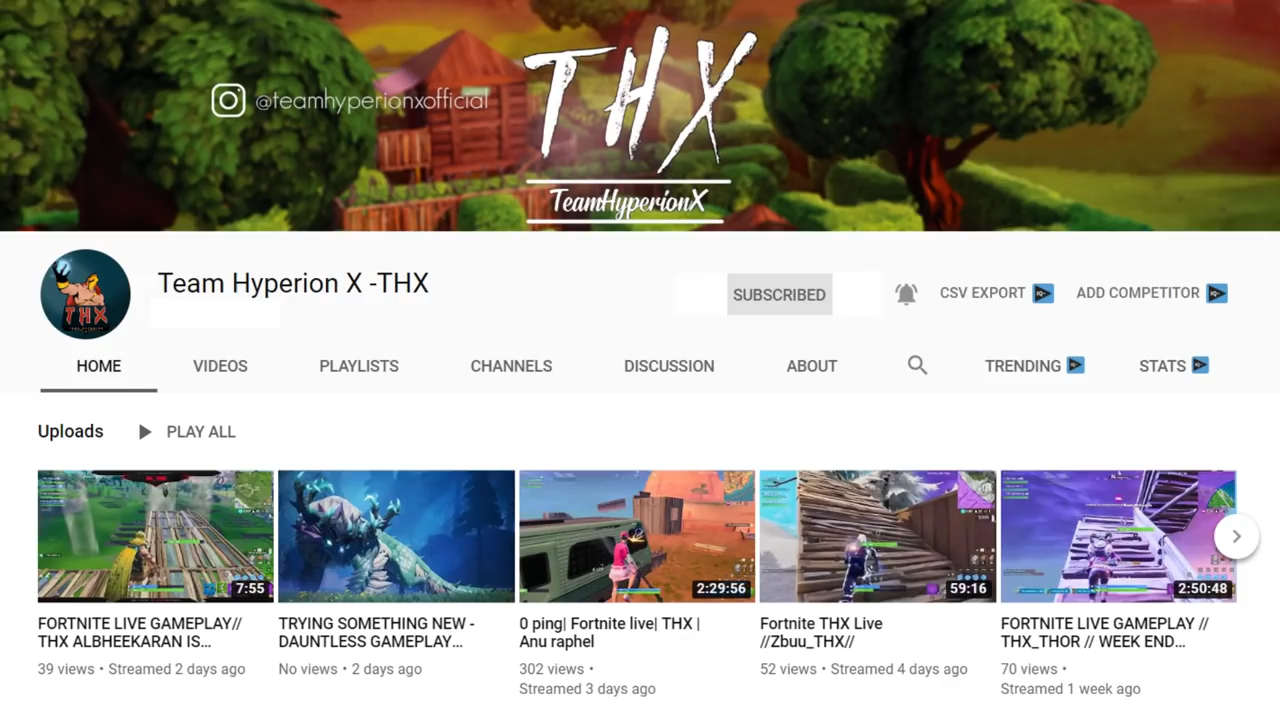 @teamhyperionxofficial
THX
TeamHyperionX
THX
Team Hyperion X -THX
SUBSCRIBED
CSV EXPORT
ADD COMPETITOR
HOME
VIDEOS
PLAYLISTS
CHANNELS
DISCUSSION
ABOUT
TRENDING
STATS
Uploads
PLAY ALL
7:55
2:29:56
59:16
2:50:48
FORTNITE LIVE GAMEPLAY//
THX ALBHEEKARAN IS...
39 views • Streamed 2 days ago
TRYING SOMETHING NEW -
DAUNTLESS GAMEPLAY...
No views • 2 days ago
0 ping| Fortnite live| THX |
Anu raphel
302 views •
Streamed 3 days ago
Fortnite THX Live
//Zbuu_THX//
52 views • Streamed 4 days ago
FORTNITE LIVE GAMEPLAY //
THX_THOR // WEEK END...
70 views •
Streamed 1 week ago